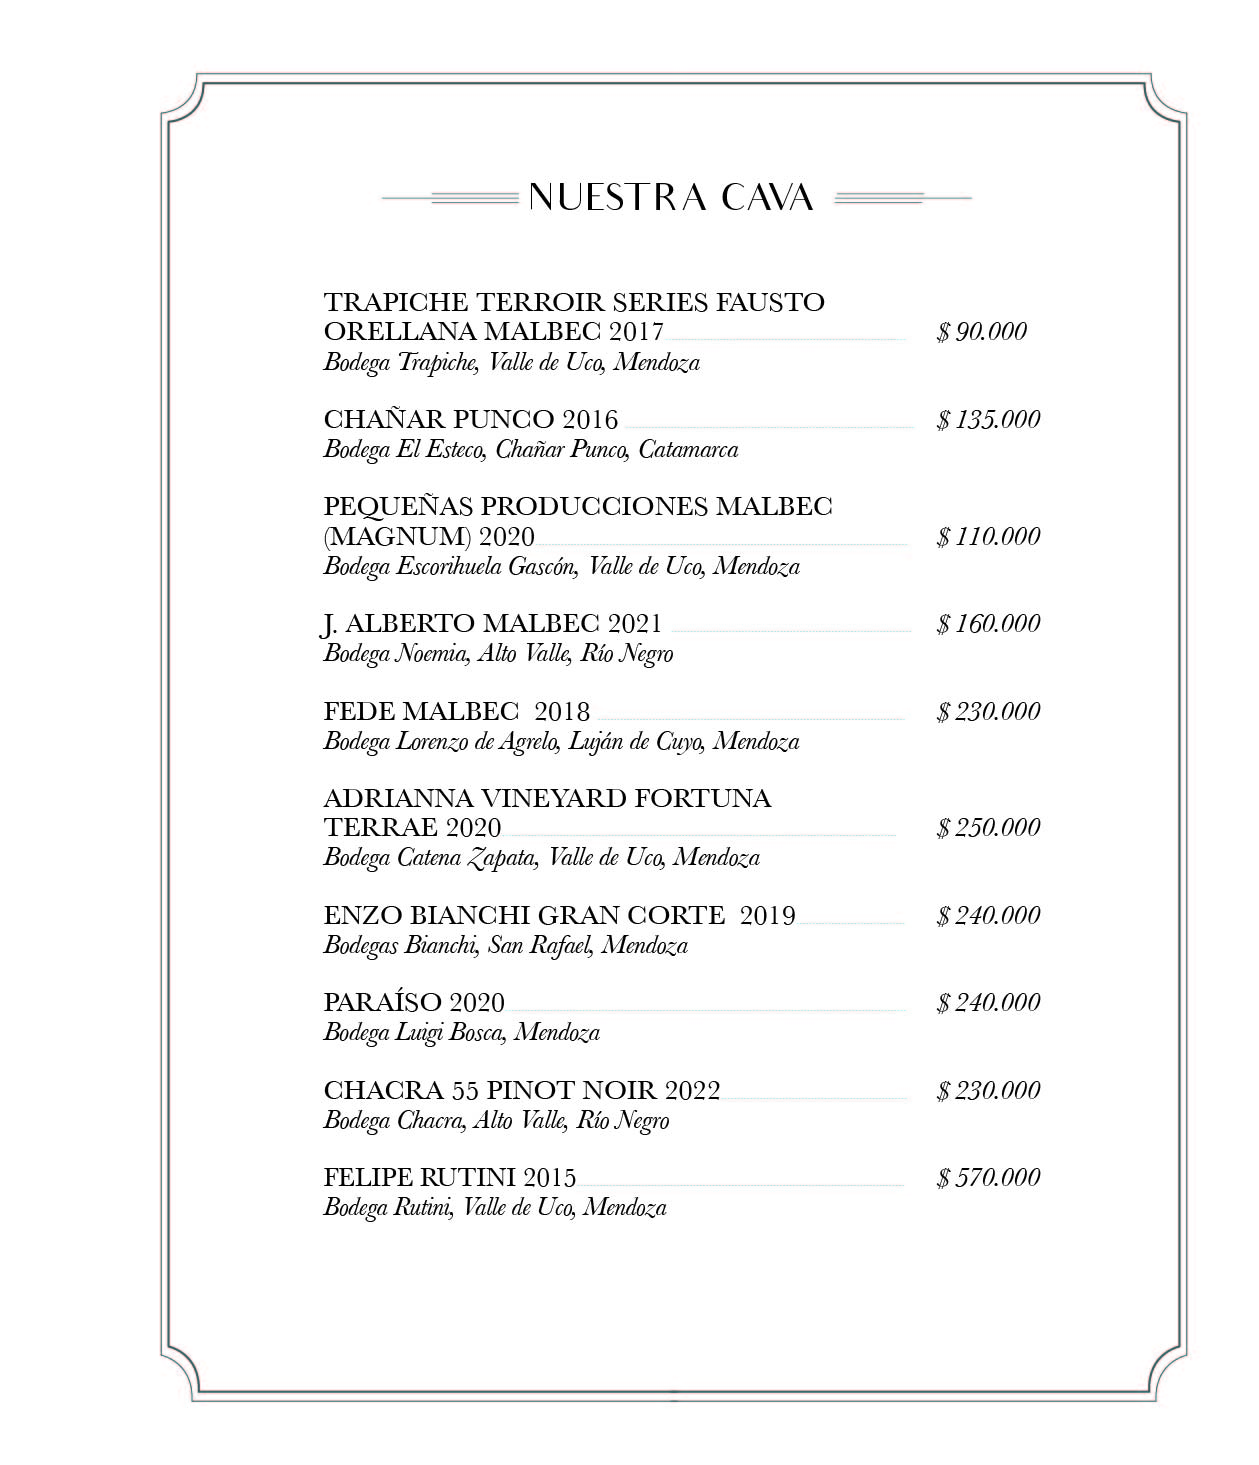 NUESTRA CAVA
TRAPICHE TERROIR SERIES FAUSTO
ORELLANA MALBEC 2017 $ 90.000
Bodega Trapiche, Valle de Uco, Mendoza
CHAÑAR PUNCO 2016 $ 135.000
Bodega El Esteco, Chañar Punco, Catamarca
PEQUEÑAS PRODUCCIONES MALBEC
(MAGNUM) 2020 $ 110.000
Bodega Escorihuela Gascón, Valle de Uco, Mendoza
J. ALBERTO MALBEC 2021 $ 160.000
Bodega Noemia, Alto Valle, Río Negro
FEDE MALBEC 2018 $ 230.000
Bodega Lorenzo de Agrelo, Luján de Cuyo, Mendoza
ADRIANNA VINEYARD FORTUNA
TERRAE 2020 $ 250.000
Bodega Catena Zapata, Valle de Uco, Mendoza
ENZO BIANCHI GRAN CORTE 2019 $ 240.000
Bodegas Bianchi, San Rafael, Mendoza
PARAÍSO 2020 $ 240.000
Bodega Luigi Bosca, Mendoza
CHACRA 55 PINOT NOIR 2022 $ 230.000
Bodega Chacra, Alto Valle, Río Negro
FELIPE RUTINI 2015 $ 570.000
Bodega Rutini, Valle de Uco, Mendoza